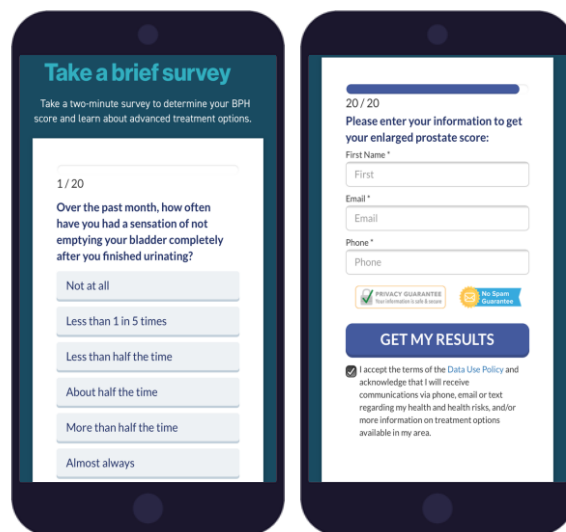 Take a brief survey
Take a two-minute survey to determine your BPH
score and learn about advanced treatment options.
1 / 20
Over the past month, how often
have you had a sensation of not
emptying your bladder completely
after you finished urinating?
Not at all
Less than 1 in 5 times
Less than half the time
About half the time
More than half the time
Almost always
20 / 20
Please enter your information to get
your enlarged prostate score:
First Name *
First
Email *
Email
Phone *
Phone
PRIVACY GUARANTEE
Your information is safe & secure
No Spam
Guarantee
GET MY RESULTS
I accept the terms of the Data Use Policy and
acknowledge that I will receive
communications via phone, email or text
regarding my health and health risks, and/or
more information on treatment options
available in my area.